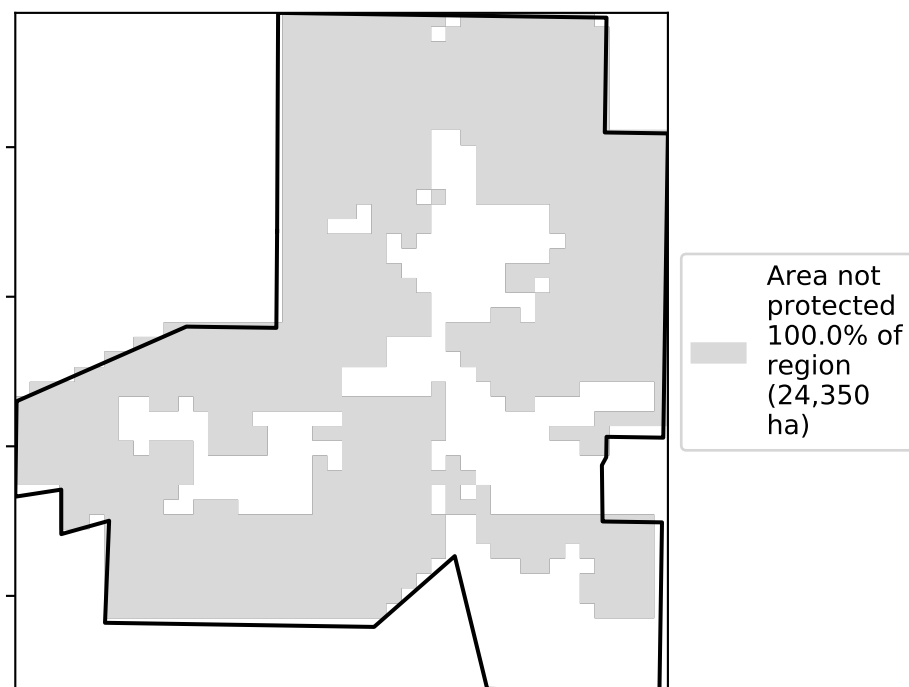 Area not
protected
100.0% of
region
(24,350
ha)